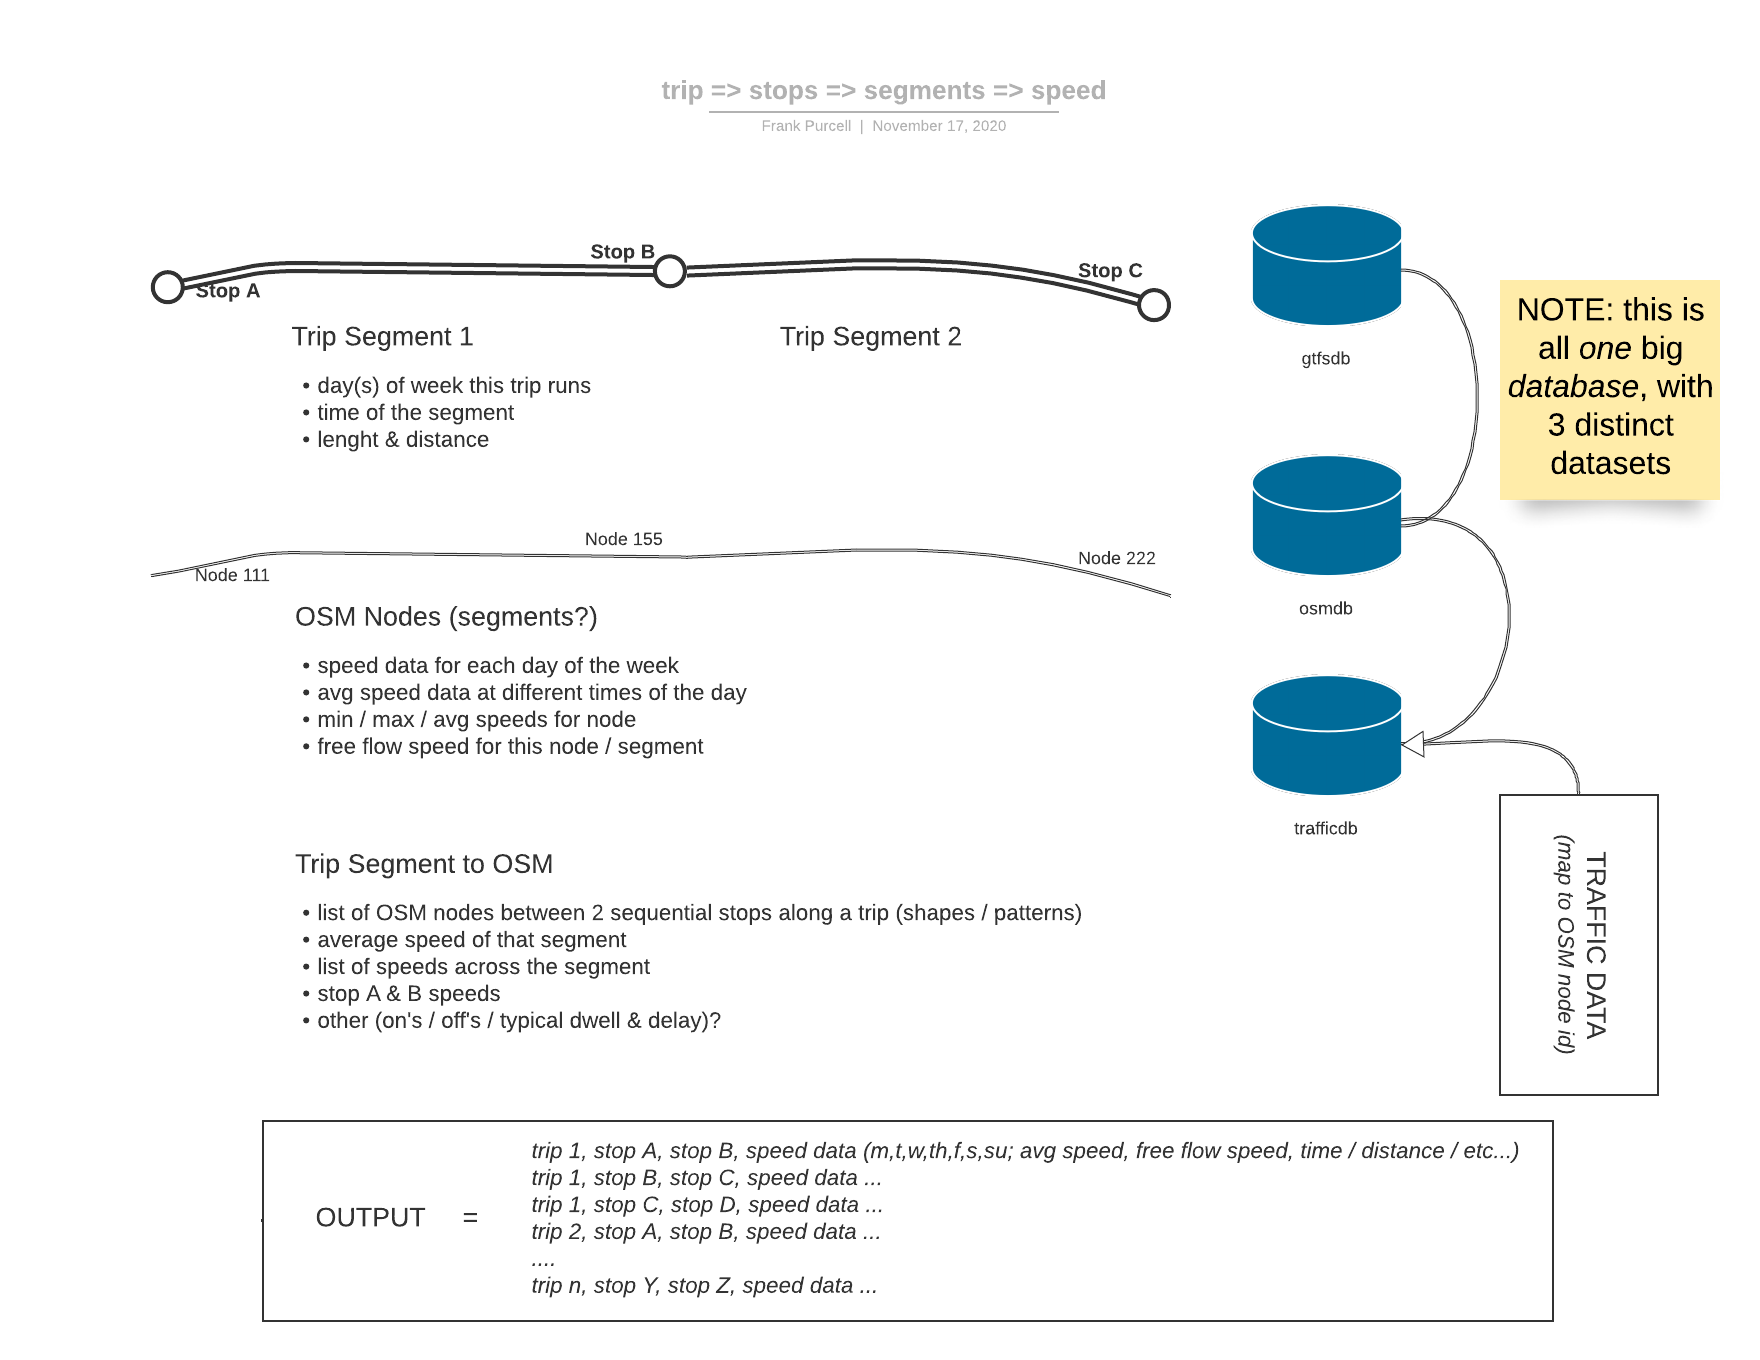 trip => stops => segments => speed
Frank Purcell | November 17, 2020
Stop A
Stop B
Stop C
Trip Segment 1
• day(s) of week this trip runs
• time of the segment
• lenght & distance
Trip Segment 2
Node 111
Node 155
Node 222
OSM Nodes (segments?)
• speed data for each day of the week
• avg speed data at different times of the day
• min / max / avg speeds for node
• free flow speed for this node / segment
Trip Segment to OSM
• list of OSM nodes between 2 sequential stops along a trip (shapes / patterns)
• average speed of that segment
• list of speeds across the segment
• stop A & B speeds
• other (on's / off's / typical dwell & delay)?
gtfsdb
osmdb
trafficdb
NOTE: this is
all one big
database, with
3 distinct
datasets
TRAFFIC DATA
(map to OSM node id)
OUTPUT =
trip 1, stop A, stop B, speed data (m,t,w,th,f,s,su; avg speed, free flow speed, time / distance / etc...)
trip 1, stop B, stop C, speed data ...
trip 1, stop C, stop D, speed data ...
trip 2, stop A, stop B, speed data ...
....
trip n, stop Y, stop Z, speed data ...